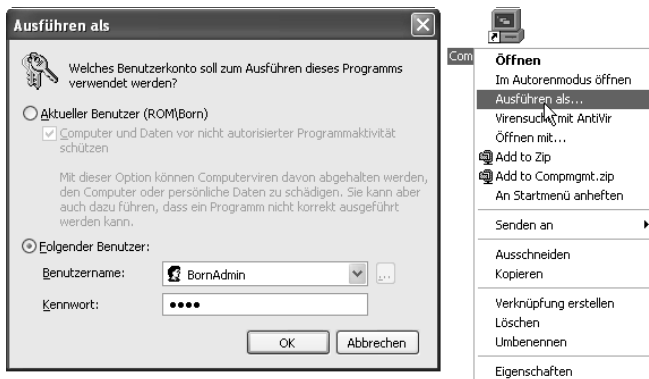 Ausführen als
Welches Benutzerkonto soll zum Ausführen dieses Programms
verwendet werden?
Aktueller Benutzer (ROM\Born)
Computer und Daten vor nicht autorisierter Programmaktivität
schützen
Mit dieser Option können Computerviren davon abgehalten werden,
den Computer oder persönliche Daten zu schädigen. Sie kann aber
auch dazu führen, dass ein Programm nicht korrekt ausgeführt
werden kann.
Folgender Benutzer:
Benutzername:
BornAdmin
...
Kennwort:
●●●●
OK
Abbrechen
Com
Öffnen
Im Autorenmodus öffnen
Ausführen als...
Virensuche mit AntiVir
Öffnen mit...
Add to Zip
Add to Compmgmt.zip
An Startmenü anheften
Senden an
Ausschneiden
Kopieren
Verknüpfung erstellen
Löschen
Umbenennen
Eigenschaften